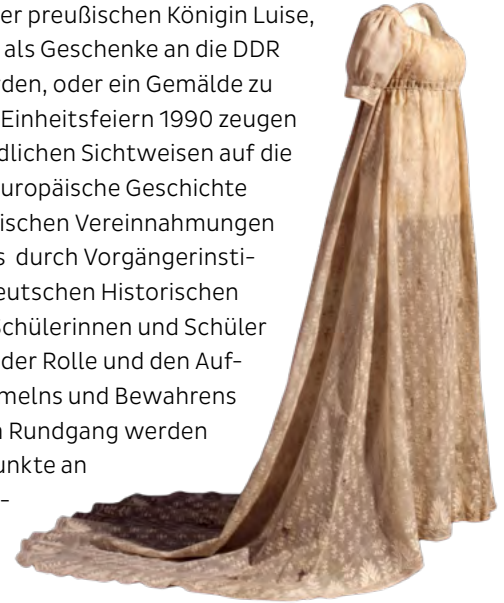 er preußischen Königin Luise,
als Geschenke an die DDR
rden, oder ein Gemälde zu
Einheitsfeiern 1990 zeugen
dlichen Sichtweisen auf die
uropäische Geschichte
ischen Vereinnahmungen
s durch Vorgängerinsti-
eutschen Historischen
chülerinnen und Schüler
der Rolle und den Auf-
melns und Bewahrens
n Rundgang werden
unkte an
-